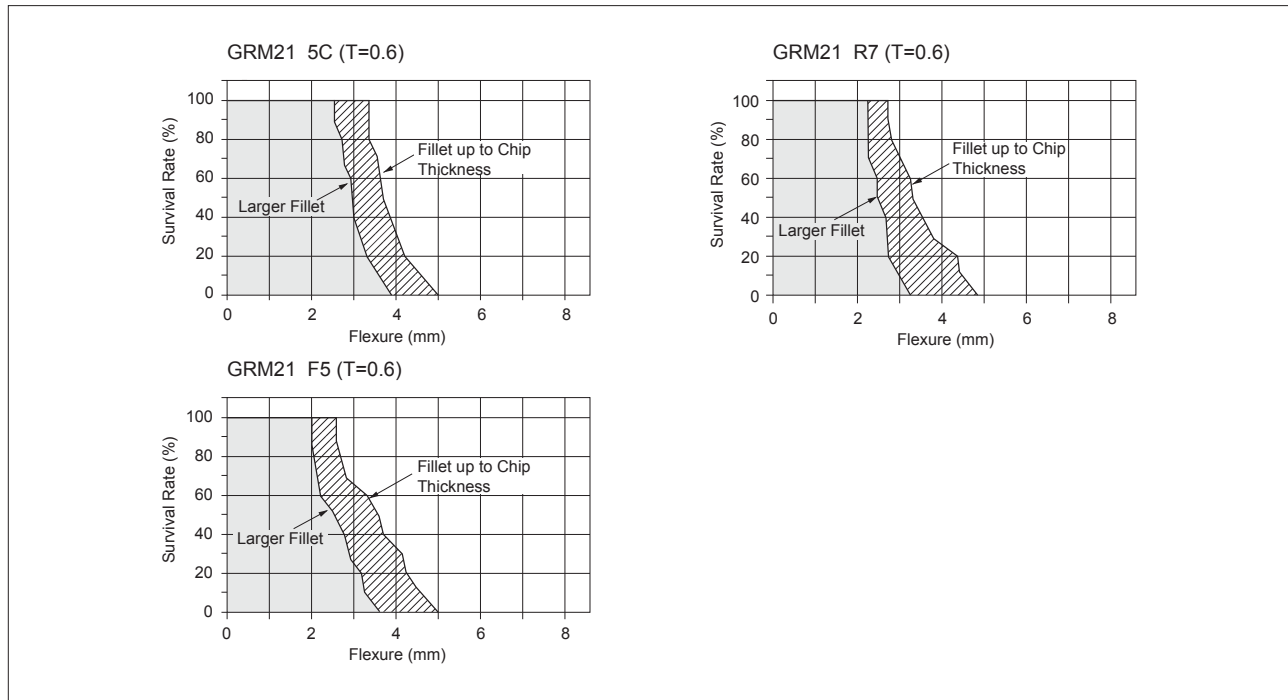 GRM21 5C (T=0.6)
Survival Rate (%)
100
80
60
40
20
0
Fillet up to Chip
Thickness
Larger Fillet
0 2 4 6 8
Flexure (mm)
GRM21 R7 (T=0.6)
Survival Rate (%)
100
80
60
40
20
0
Fillet up to Chip
Thickness
Larger Fillet
0 2 4 6 8
Flexure (mm)
GRM21 F5 (T=0.6)
Survival Rate (%)
100
80
60
40
20
0
Fillet up to Chip
Thickness
Larger Fillet
0 2 4 6 8
Flexure (mm)